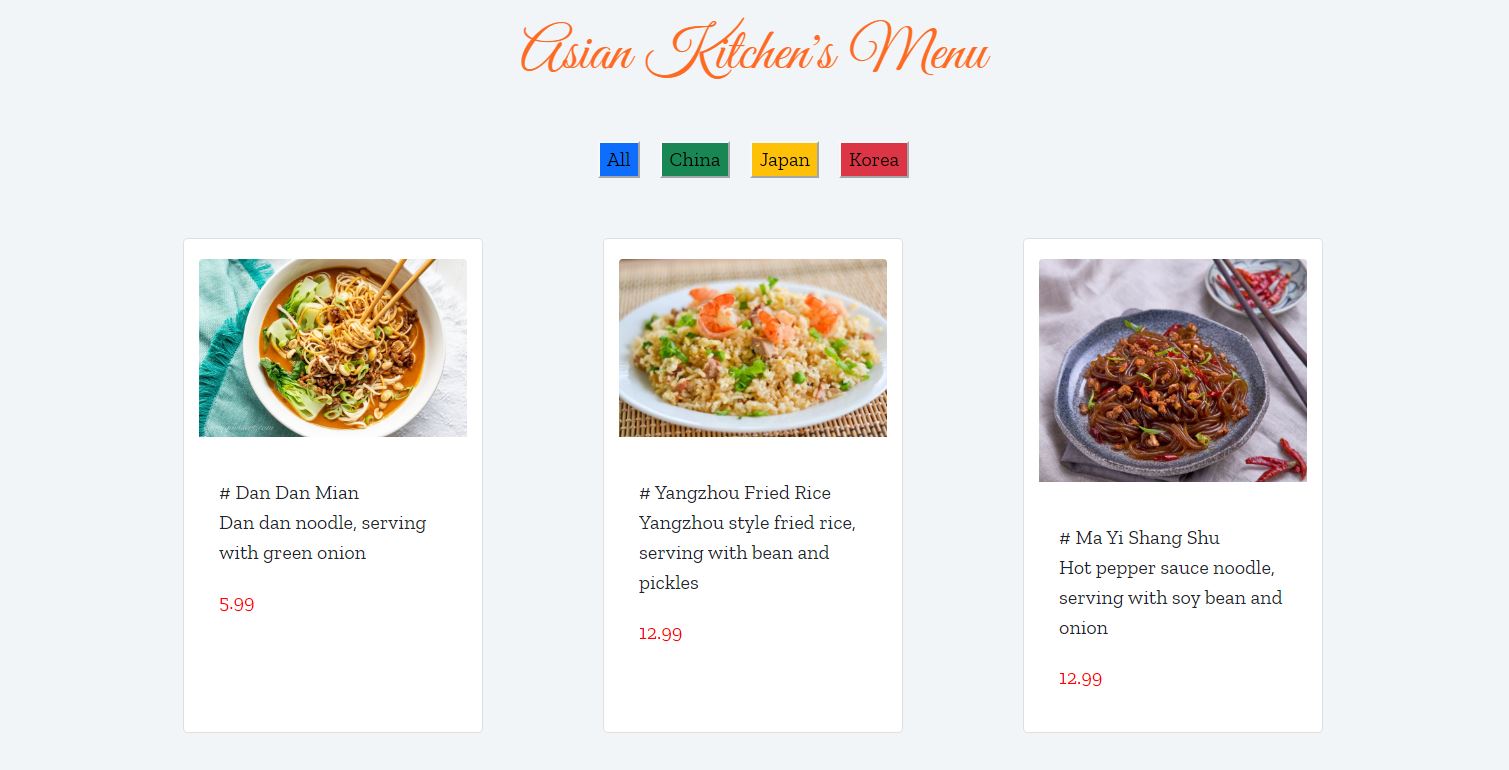 Asian Kitchen's Menu
All China Japan Korea
# Dan Dan Mian
Dan dan noodle, serving
with green onion
5.99
# Yangzhou Fried Rice
Yangzhou style fried rice,
serving with bean and
pickles
12.99
# Ma Yi Shang Shu
Hot pepper sauce noodle,
serving with soy bean and
onion
12.99